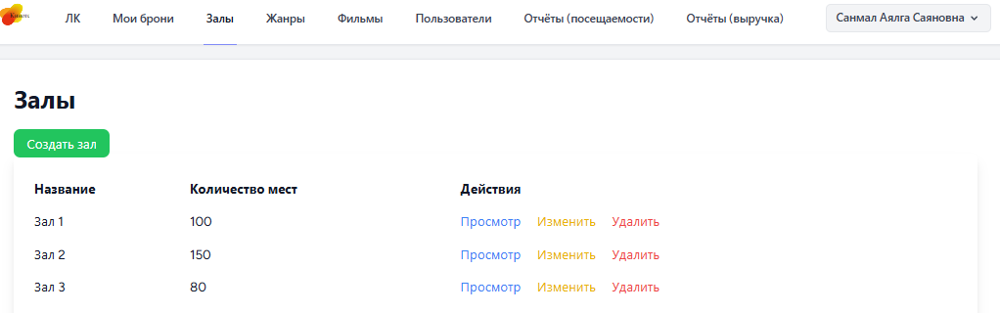 ЛК Мои брони Залы Жанры Фильмы Пользователи Отчёты (посещаемости) Отчёты (выручка) Санмал Аялга Саяновна
Залы
Создать зал
Название Количество мест Действия
Зал 1 100 Просмотр Изменить Удалить
Зал 2 150 Просмотр Изменить Удалить
Зал 3 80 Просмотр Изменить Удалить